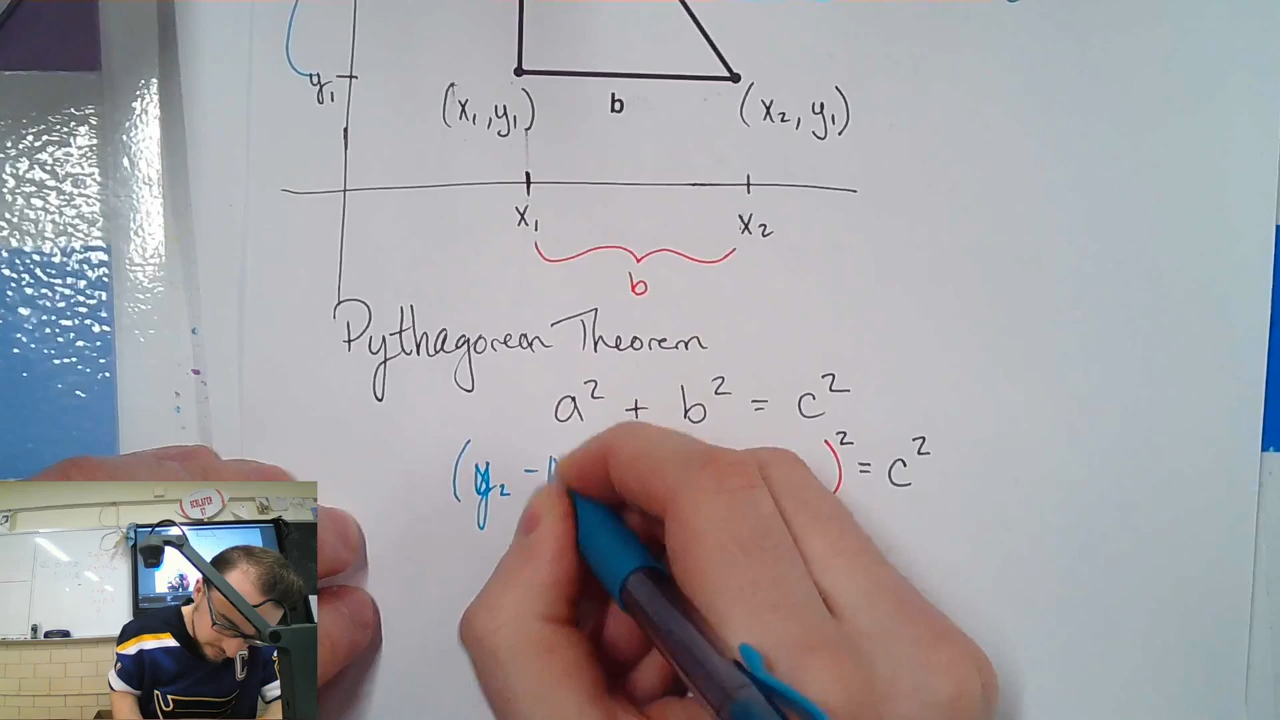 y₁
(x₁, y₁) b (x₂, y₁)
x₁ x₂
b
Pythagorean Theorem
a² + b² = c²
(y₂ - )² = c²
C